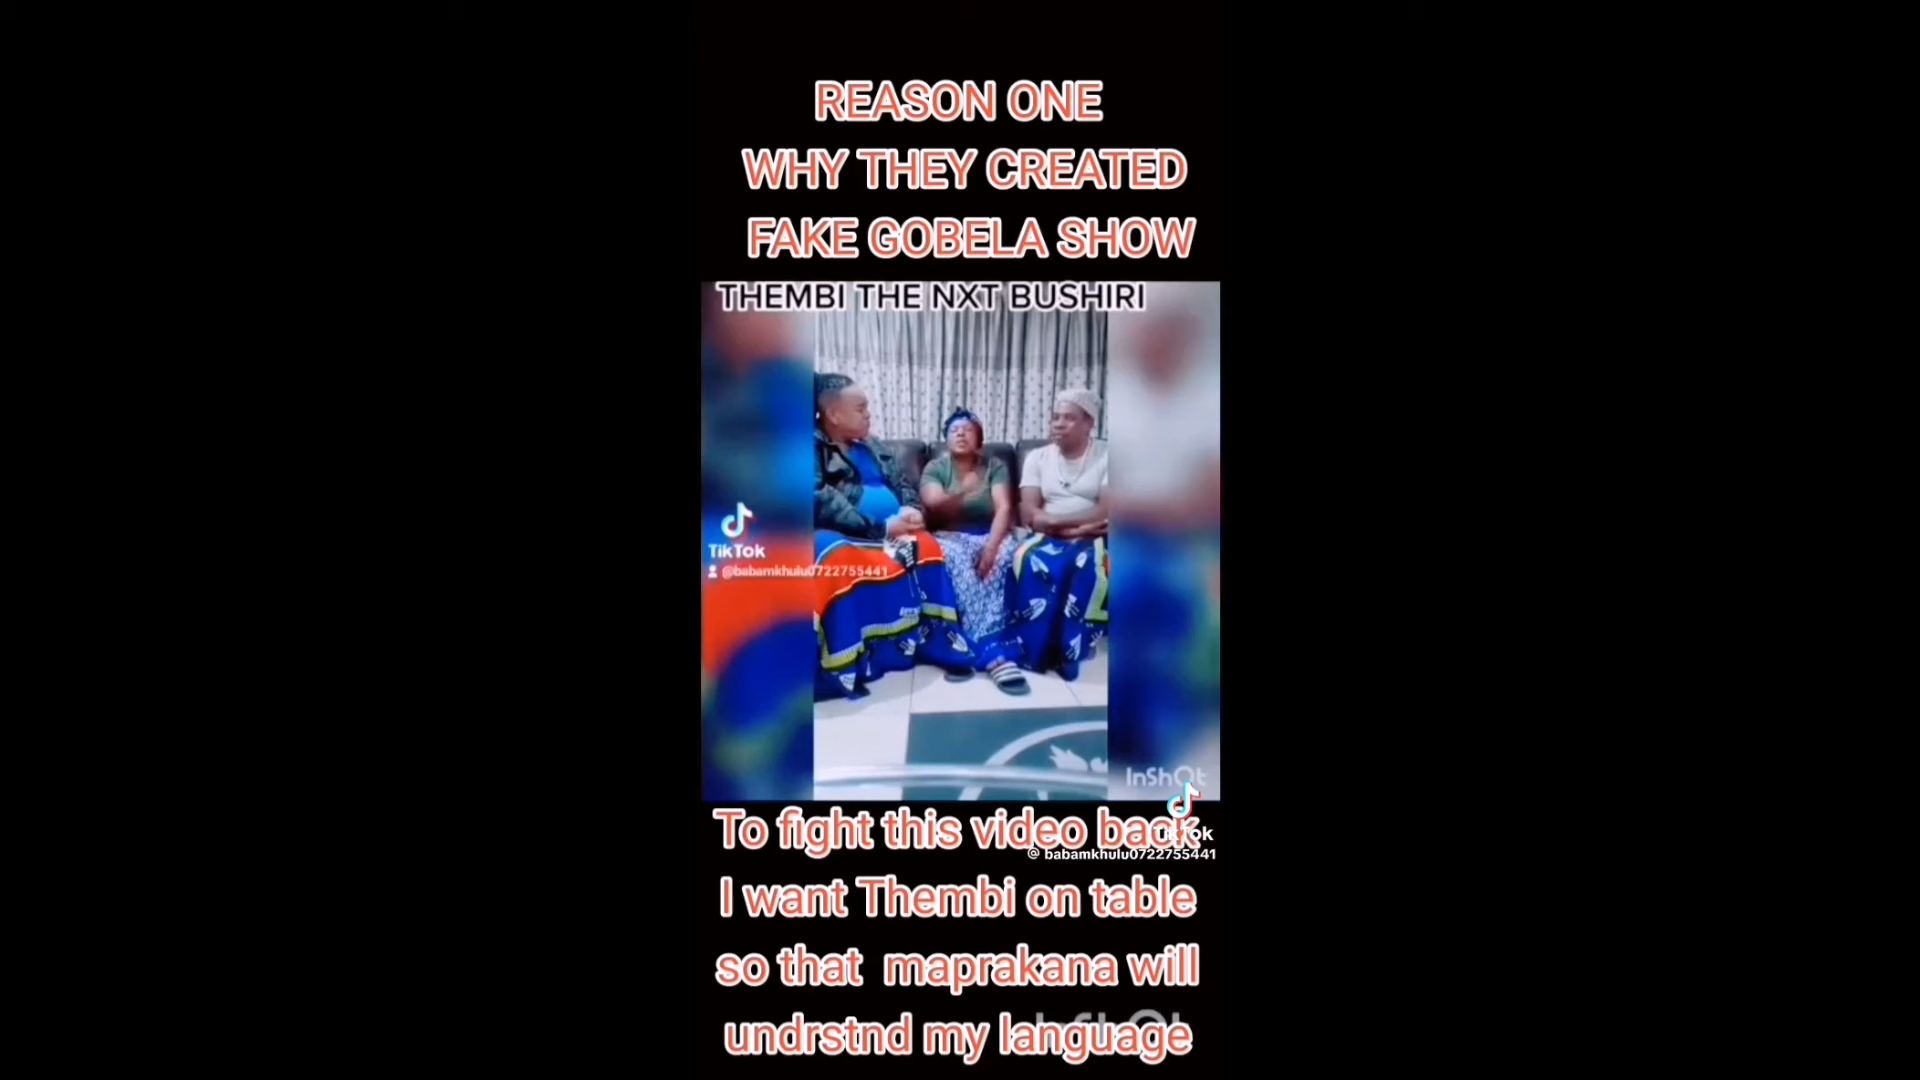 REASON ONE
WHY THEY CREATED
FAKE GOBELA SHOW
THEMBI THE NXT BUSHIRI
TikTok
@babamkhulu0722755441
InShOt
To fight this video back
TikTok
@ babamkhulu0722755441
I want Thembi on table
so that maprakana will
undrstnd my language
InShOt